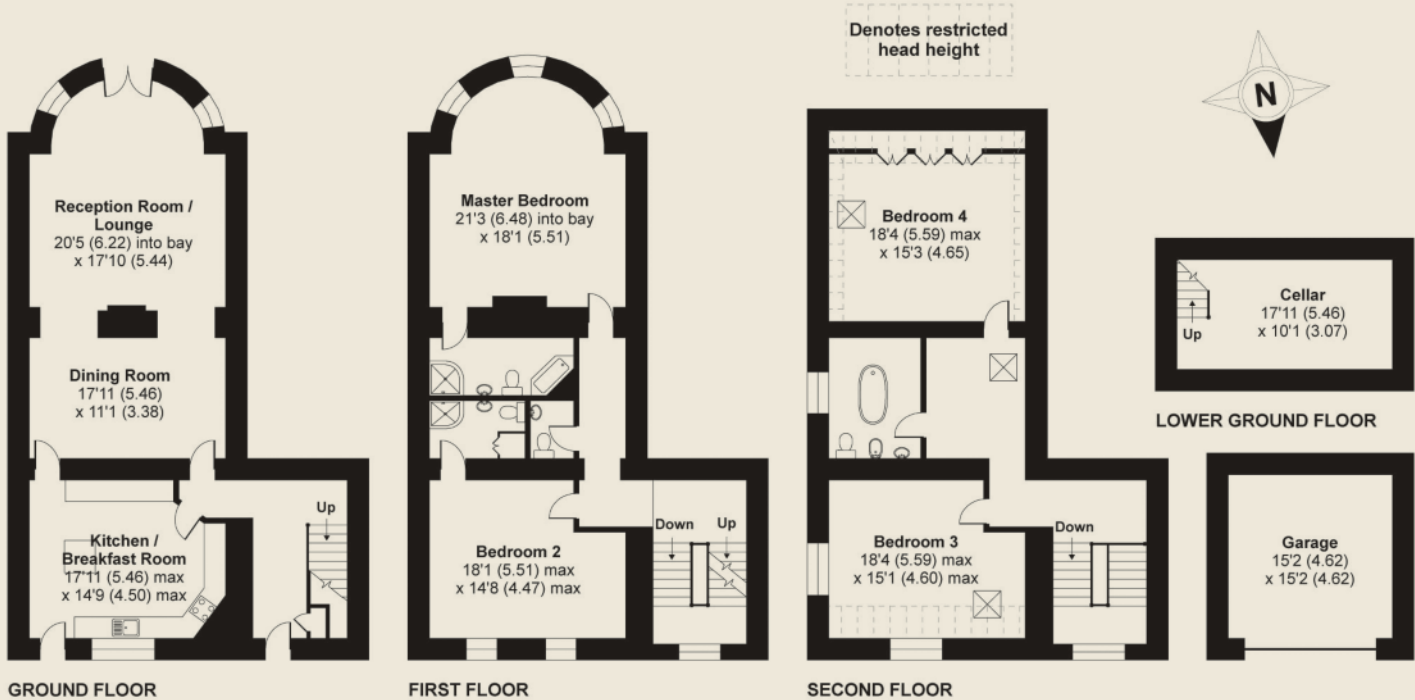 Denotes restricted
head height
N
Reception Room /
Lounge
20'5 (6.22) into bay
x 17'10 (5.44)
Dining Room
17'11 (5.46)
x 11'1 (3.38)
Up
Kitchen /
Breakfast Room
17'11 (5.46) max
x 14'9 (4.50) max
GROUND FLOOR
Master Bedroom
21'3 (6.48) into bay
x 18'1 (5.51)
Down
Up
Bedroom 2
18'1 (5.51) max
x 14'8 (4.47) max
FIRST FLOOR
Bedroom 4
18'4 (5.59) max
x 15'3 (4.65)
Down
Bedroom 3
18'4 (5.59) max
x 15'1 (4.60) max
SECOND FLOOR
Cellar
17'11 (5.46)
x 10'1 (3.07)
Up
LOWER GROUND FLOOR
Garage
15'2 (4.62)
x 15'2 (4.62)